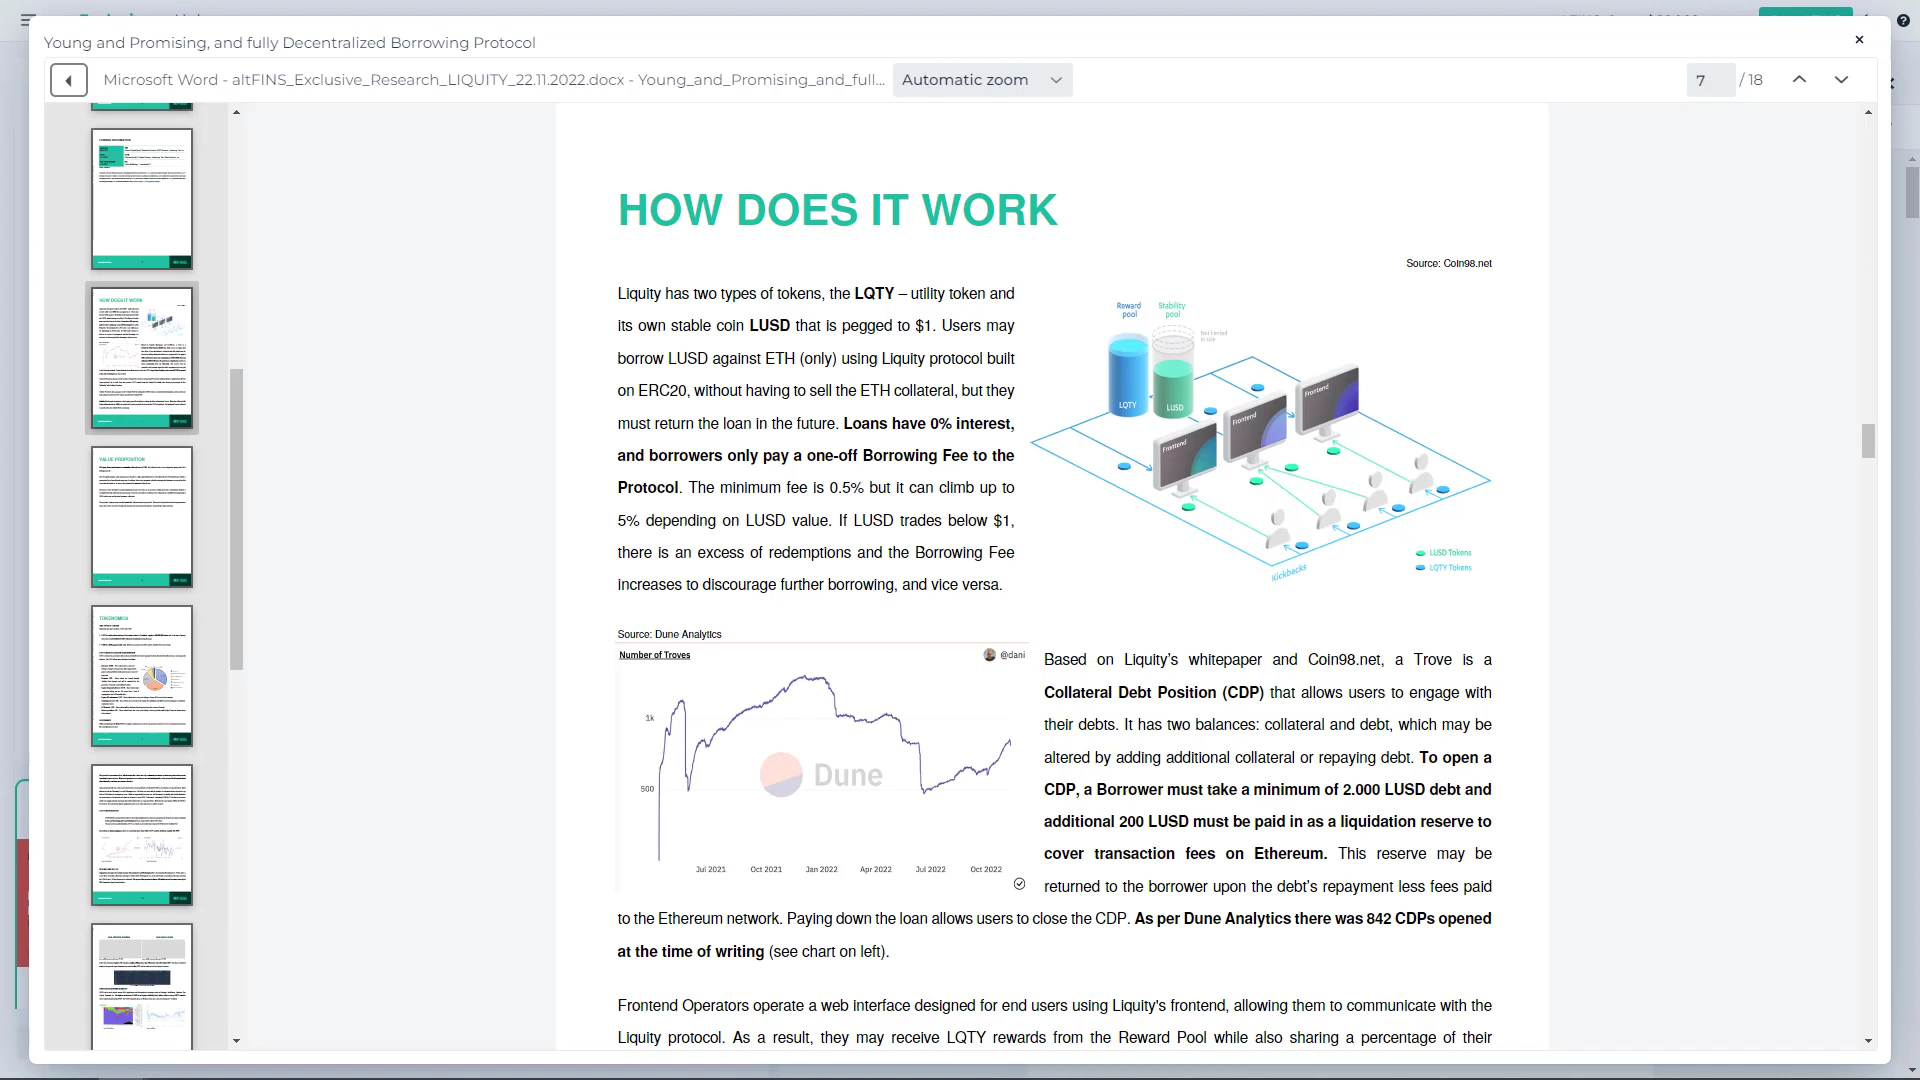 Young and Promising, and fully Decentralized Borrowing Protocol
Microsoft Word - altFINS_Exclusive_Research_LIQUITY_22.11.2022.docx - Young_and_Promising_and_full...
Automatic zoom
7
/ 18
HOW DOES IT WORK
VALUE PROPOSITION
TOKENOMICS
HOW DOES IT WORK
Source: CoIn98.net
Liquity has two types of tokens, the LQTY – utility token and
its own stable coin LUSD that is pegged to $1. Users may
borrow LUSD against ETH (only) using Liquity protocol built
on ERC20, without having to sell the ETH collateral, but they
must return the loan in the future. Loans have 0% interest,
and borrowers only pay a one-off Borrowing Fee to the
Protocol. The minimum fee is 0.5% but it can climb up to
5% depending on LUSD value. If LUSD trades below $1,
there is an excess of redemptions and the Borrowing Fee
increases to discourage further borrowing, and vice versa.
Reward
pool
Stability
pool
Not limited
in size
LQTY
LUSD
Frontend
Frontend
Frontend
Kickbacks
LUSD Tokens
LQTY Tokens
Source: Dune Analytics
Number of Troves
@dani
1k
500
Dune
Jul 2021
Oct 2021
Jan 2022
Apr 2022
Jul 2022
Oct 2022
Based on Liquity’s whitepaper and CoIn98.net, a Trove is a
Collateral Debt Position (CDP) that allows users to engage with
their debts. It has two balances: collateral and debt, which may be
altered by adding additional collateral or repaying debt. To open a
CDP, a Borrower must take a minimum of 2.000 LUSD debt and
additional 200 LUSD must be paid in as a liquidation reserve to
cover transaction fees on Ethereum. This reserve may be
returned to the borrower upon the debt’s repayment less fees paid
to the Ethereum network. Paying down the loan allows users to close the CDP. As per Dune Analytics there was 842 CDPs opened
at the time of writing (see chart on left).
Frontend Operators operate a web interface designed for end users using Liquity's frontend, allowing them to communicate with the
Liquity protocol. As a result, they may receive LQTY rewards from the Reward Pool while also sharing a percentage of their